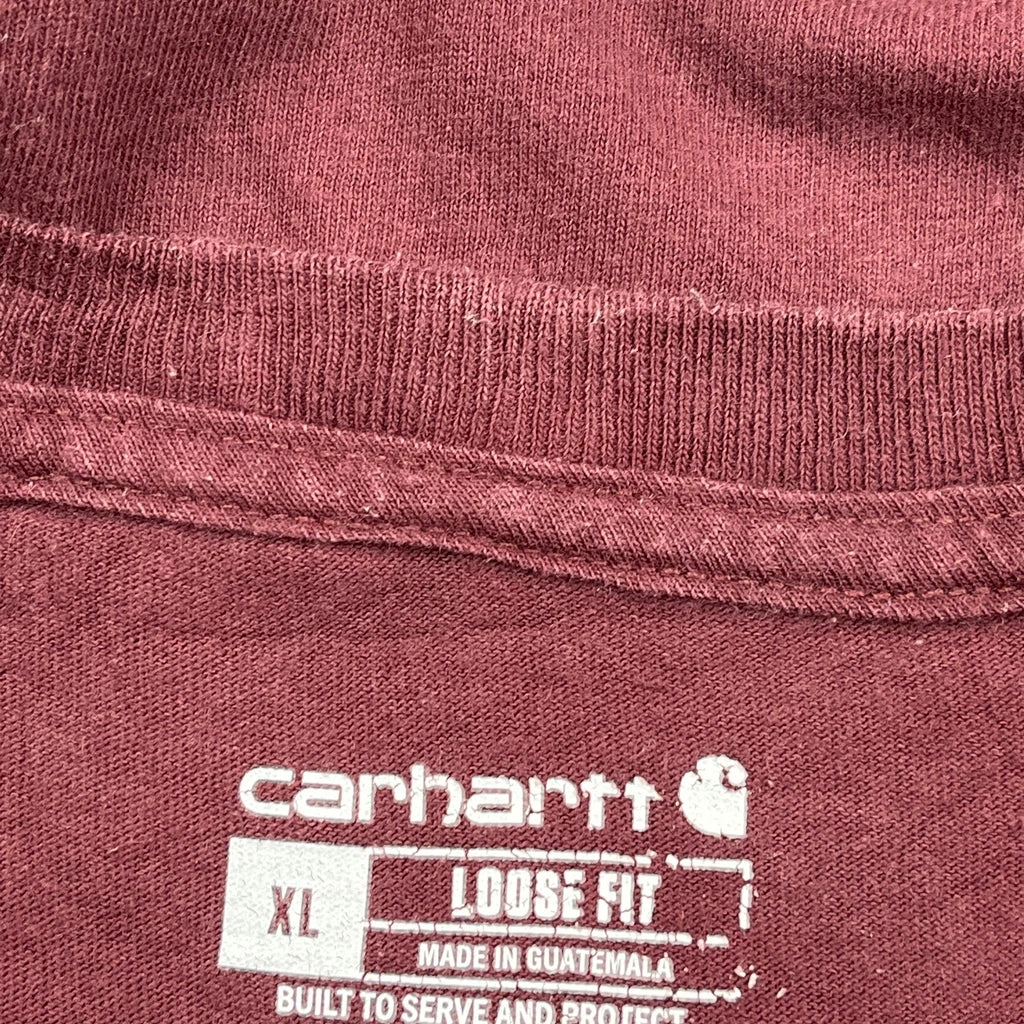 carhartt
XL
LOOSE FIT
MADE IN GUATEMALA
BUILT TO SERVE AND PROTECT